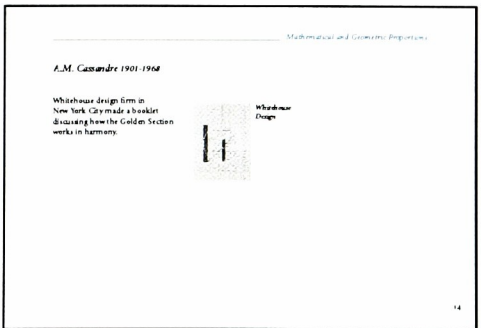 Mathematical and Geometric Proportions
A.M. Cassandre 1901-1968
Whitehouse design firm in
New York City made a booklet
discussing how the Golden Section
works in harmony.
Whitehouse
Design
14